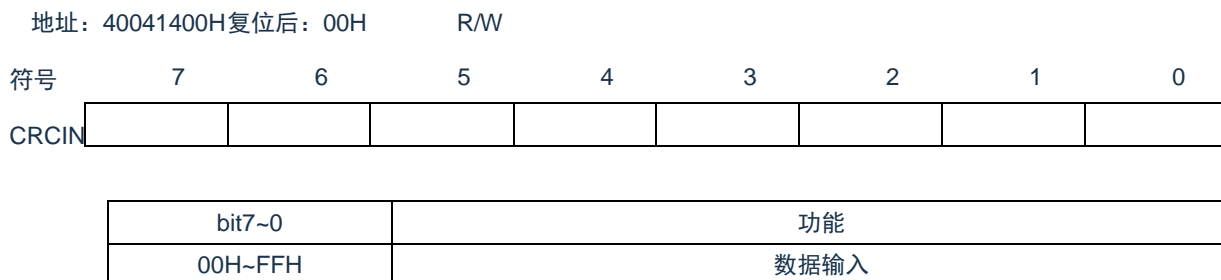 地址：40041400H复位后：00H R/W
符号 7 6 5 4 3 2 1 0
CRCIN
bit7~0 功能
00H~FFH 数据输入